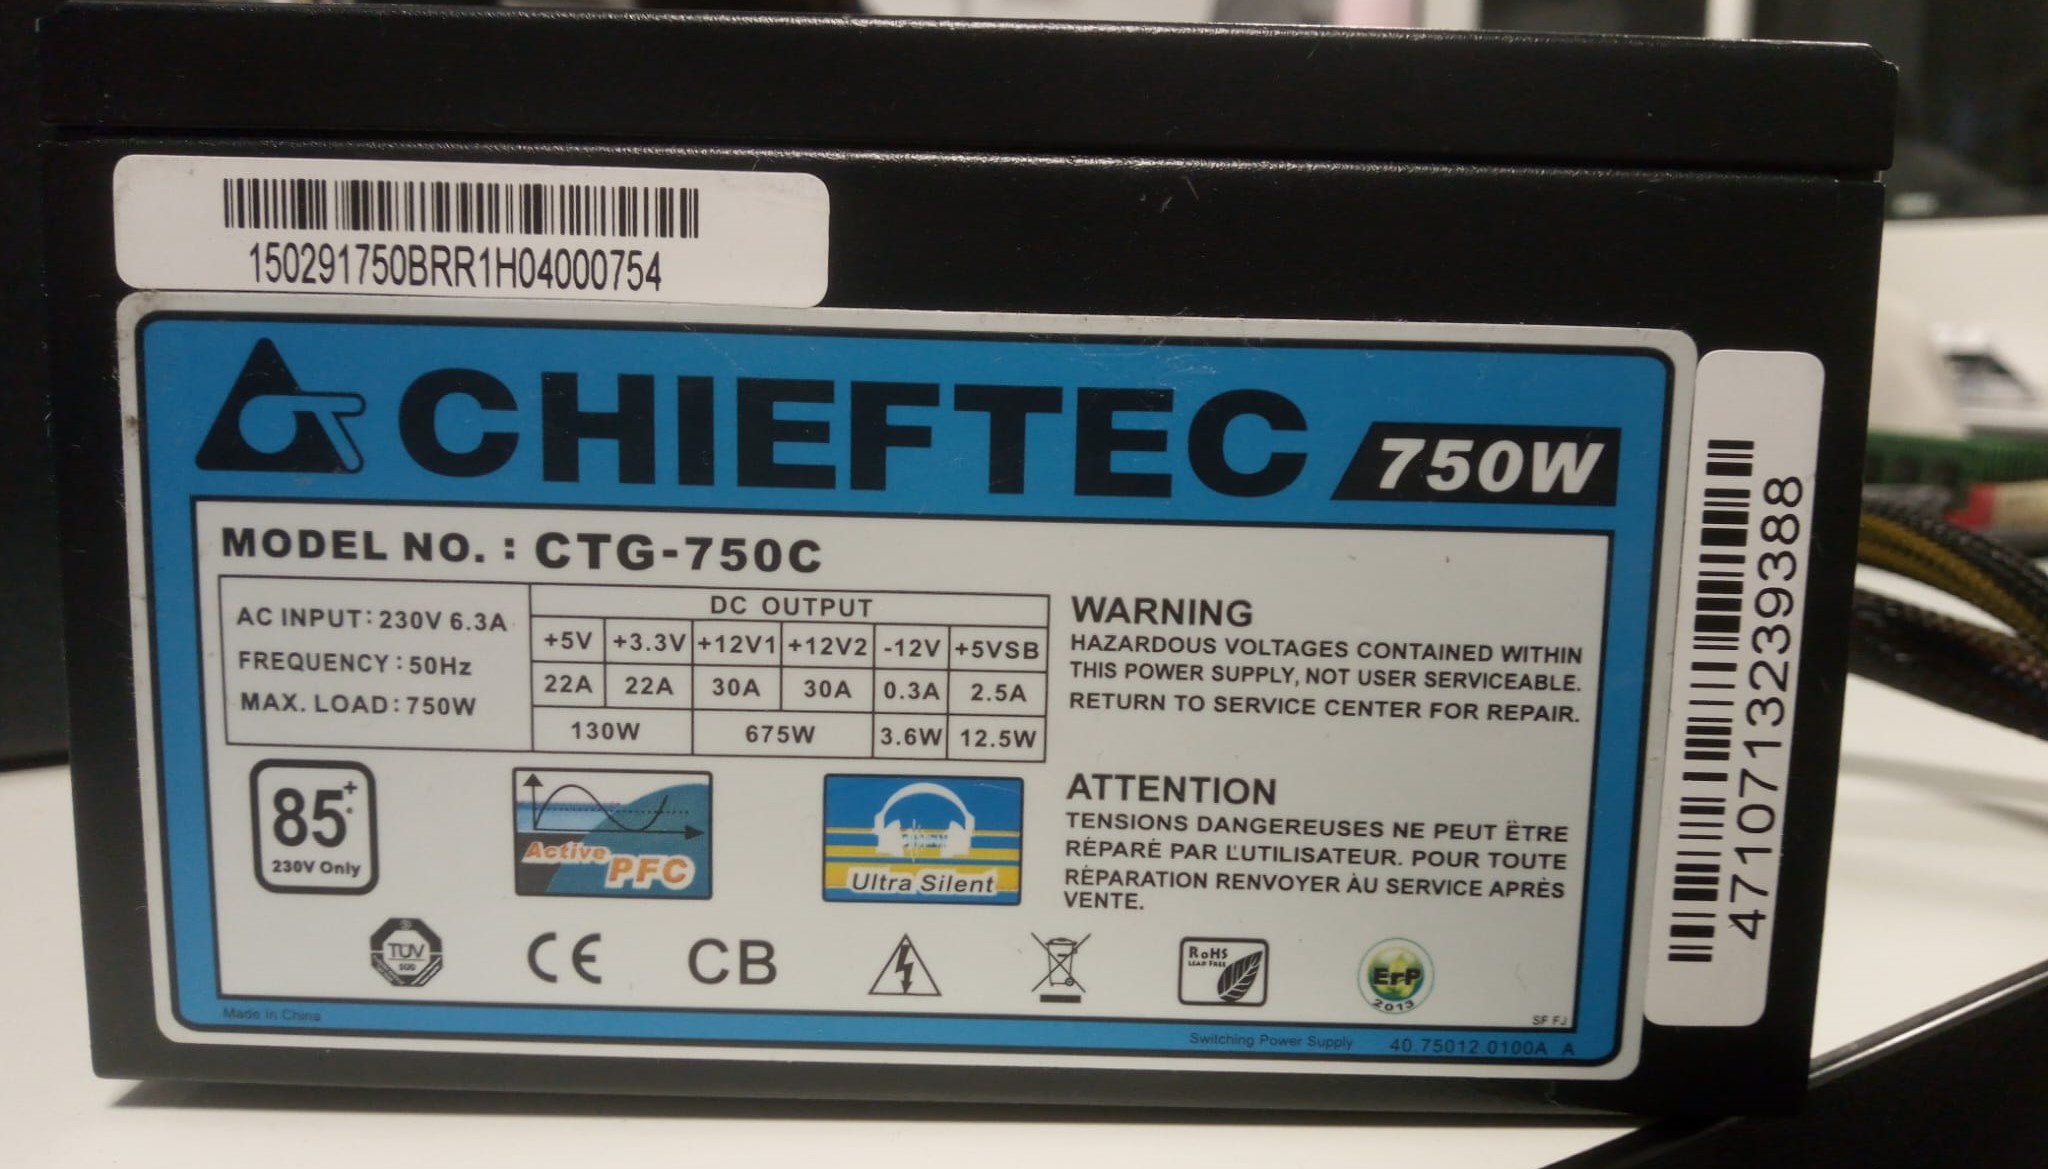 150291750BRR1H04000754
CHIEFTEC 750W
MODEL NO. : CTG-750C
AC INPUT : 230V 6.3A
FREQUENCY : 50Hz
MAX. LOAD : 750W
DC OUTPUT
+5V +3.3V +12V1 +12V2 -12V +5VSB
22A 22A 30A 30A 0.3A 2.5A
130W 675W 3.6W 12.5W
WARNING
HAZARDOUS VOLTAGES CONTAINED WITHIN
THIS POWER SUPPLY, NOT USER SERVICEABLE.
RETURN TO SERVICE CENTER FOR REPAIR.
ATTENTION
TENSIONS DANGEREUSES NE PEUT ËTRE
RÉPARÉ PAR L'UTILISATEUR. POUR TOUTE
RÉPARATION RENVOYER ÀU SERVICE APRÈS
VENTE.
85+
230V Only
Active
PFC
Ultra Silent
TÜV
SÜD
CE
CB
RoHS
LEAD FREE
ErP
2013
Made In China
SF FJ
Switching Power Supply 40.75012.0100A A
4710713239388